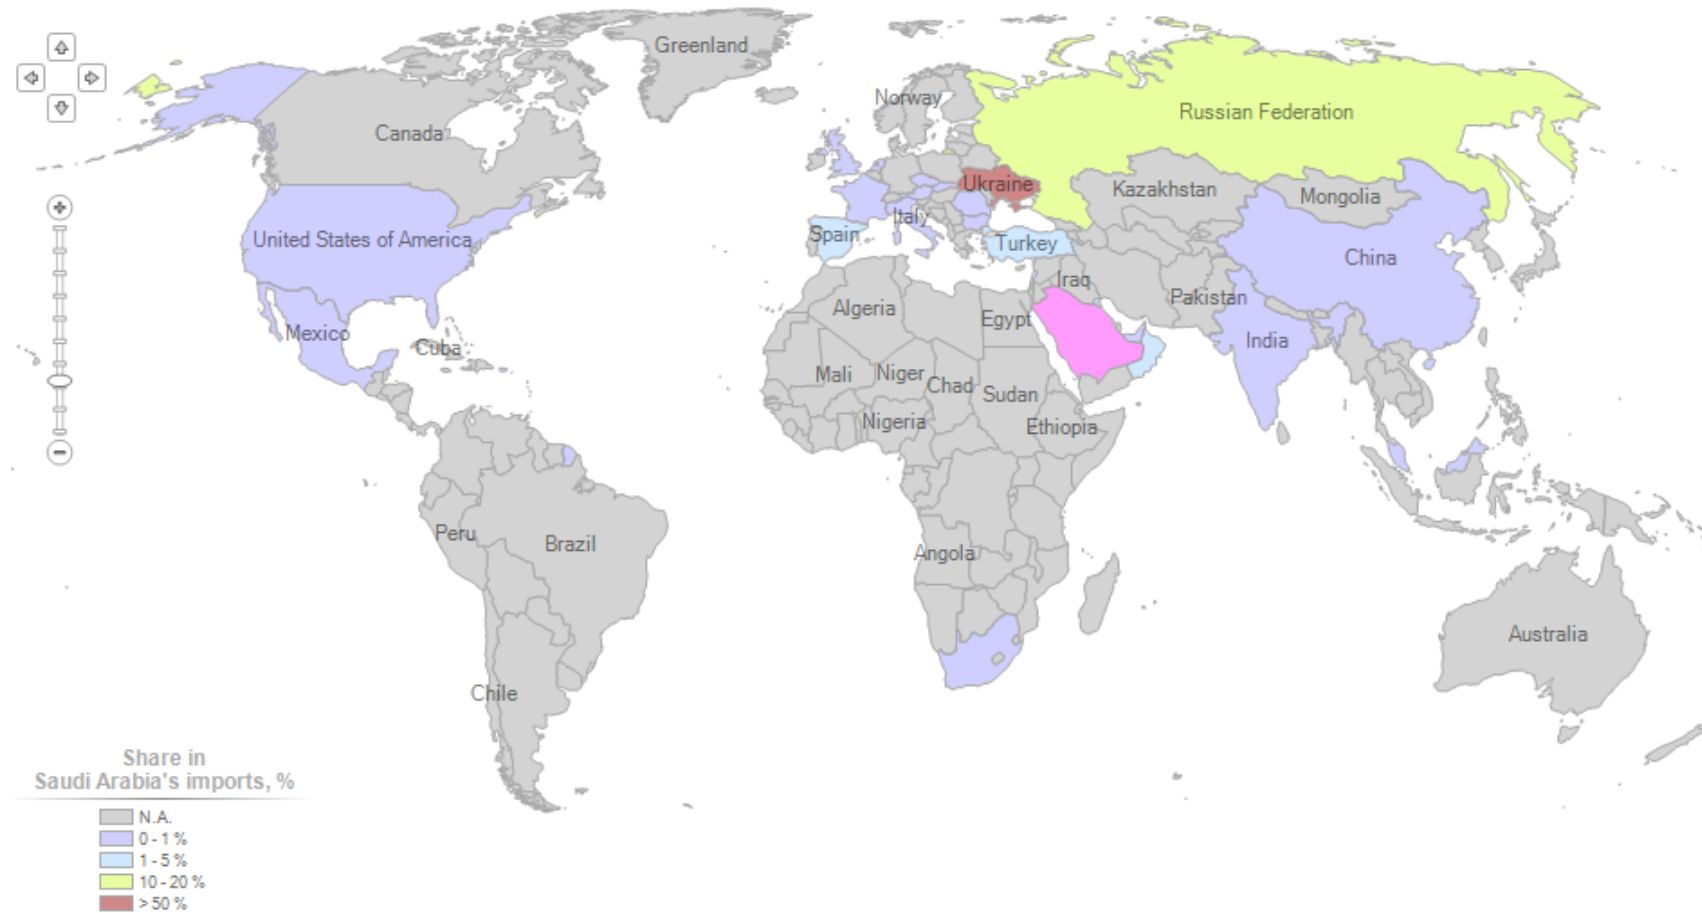 Greenland
Norway
Russian Federation
Canada
Ukraine
Kazakhstan
Mongolia
Italy
Spain
Turkey
United States of America
China
Iraq
Pakistan
Algeria
Egypt
Mexico
India
Cuba
Mali
Niger
Chad
Sudan
Nigeria
Ethiopia
Peru
Brazil
Angola
Australia
Chile
Share in
Saudi Arabia's imports, %
N.A.
0 - 1 %
1 - 5 %
10 - 20 %
> 50 %